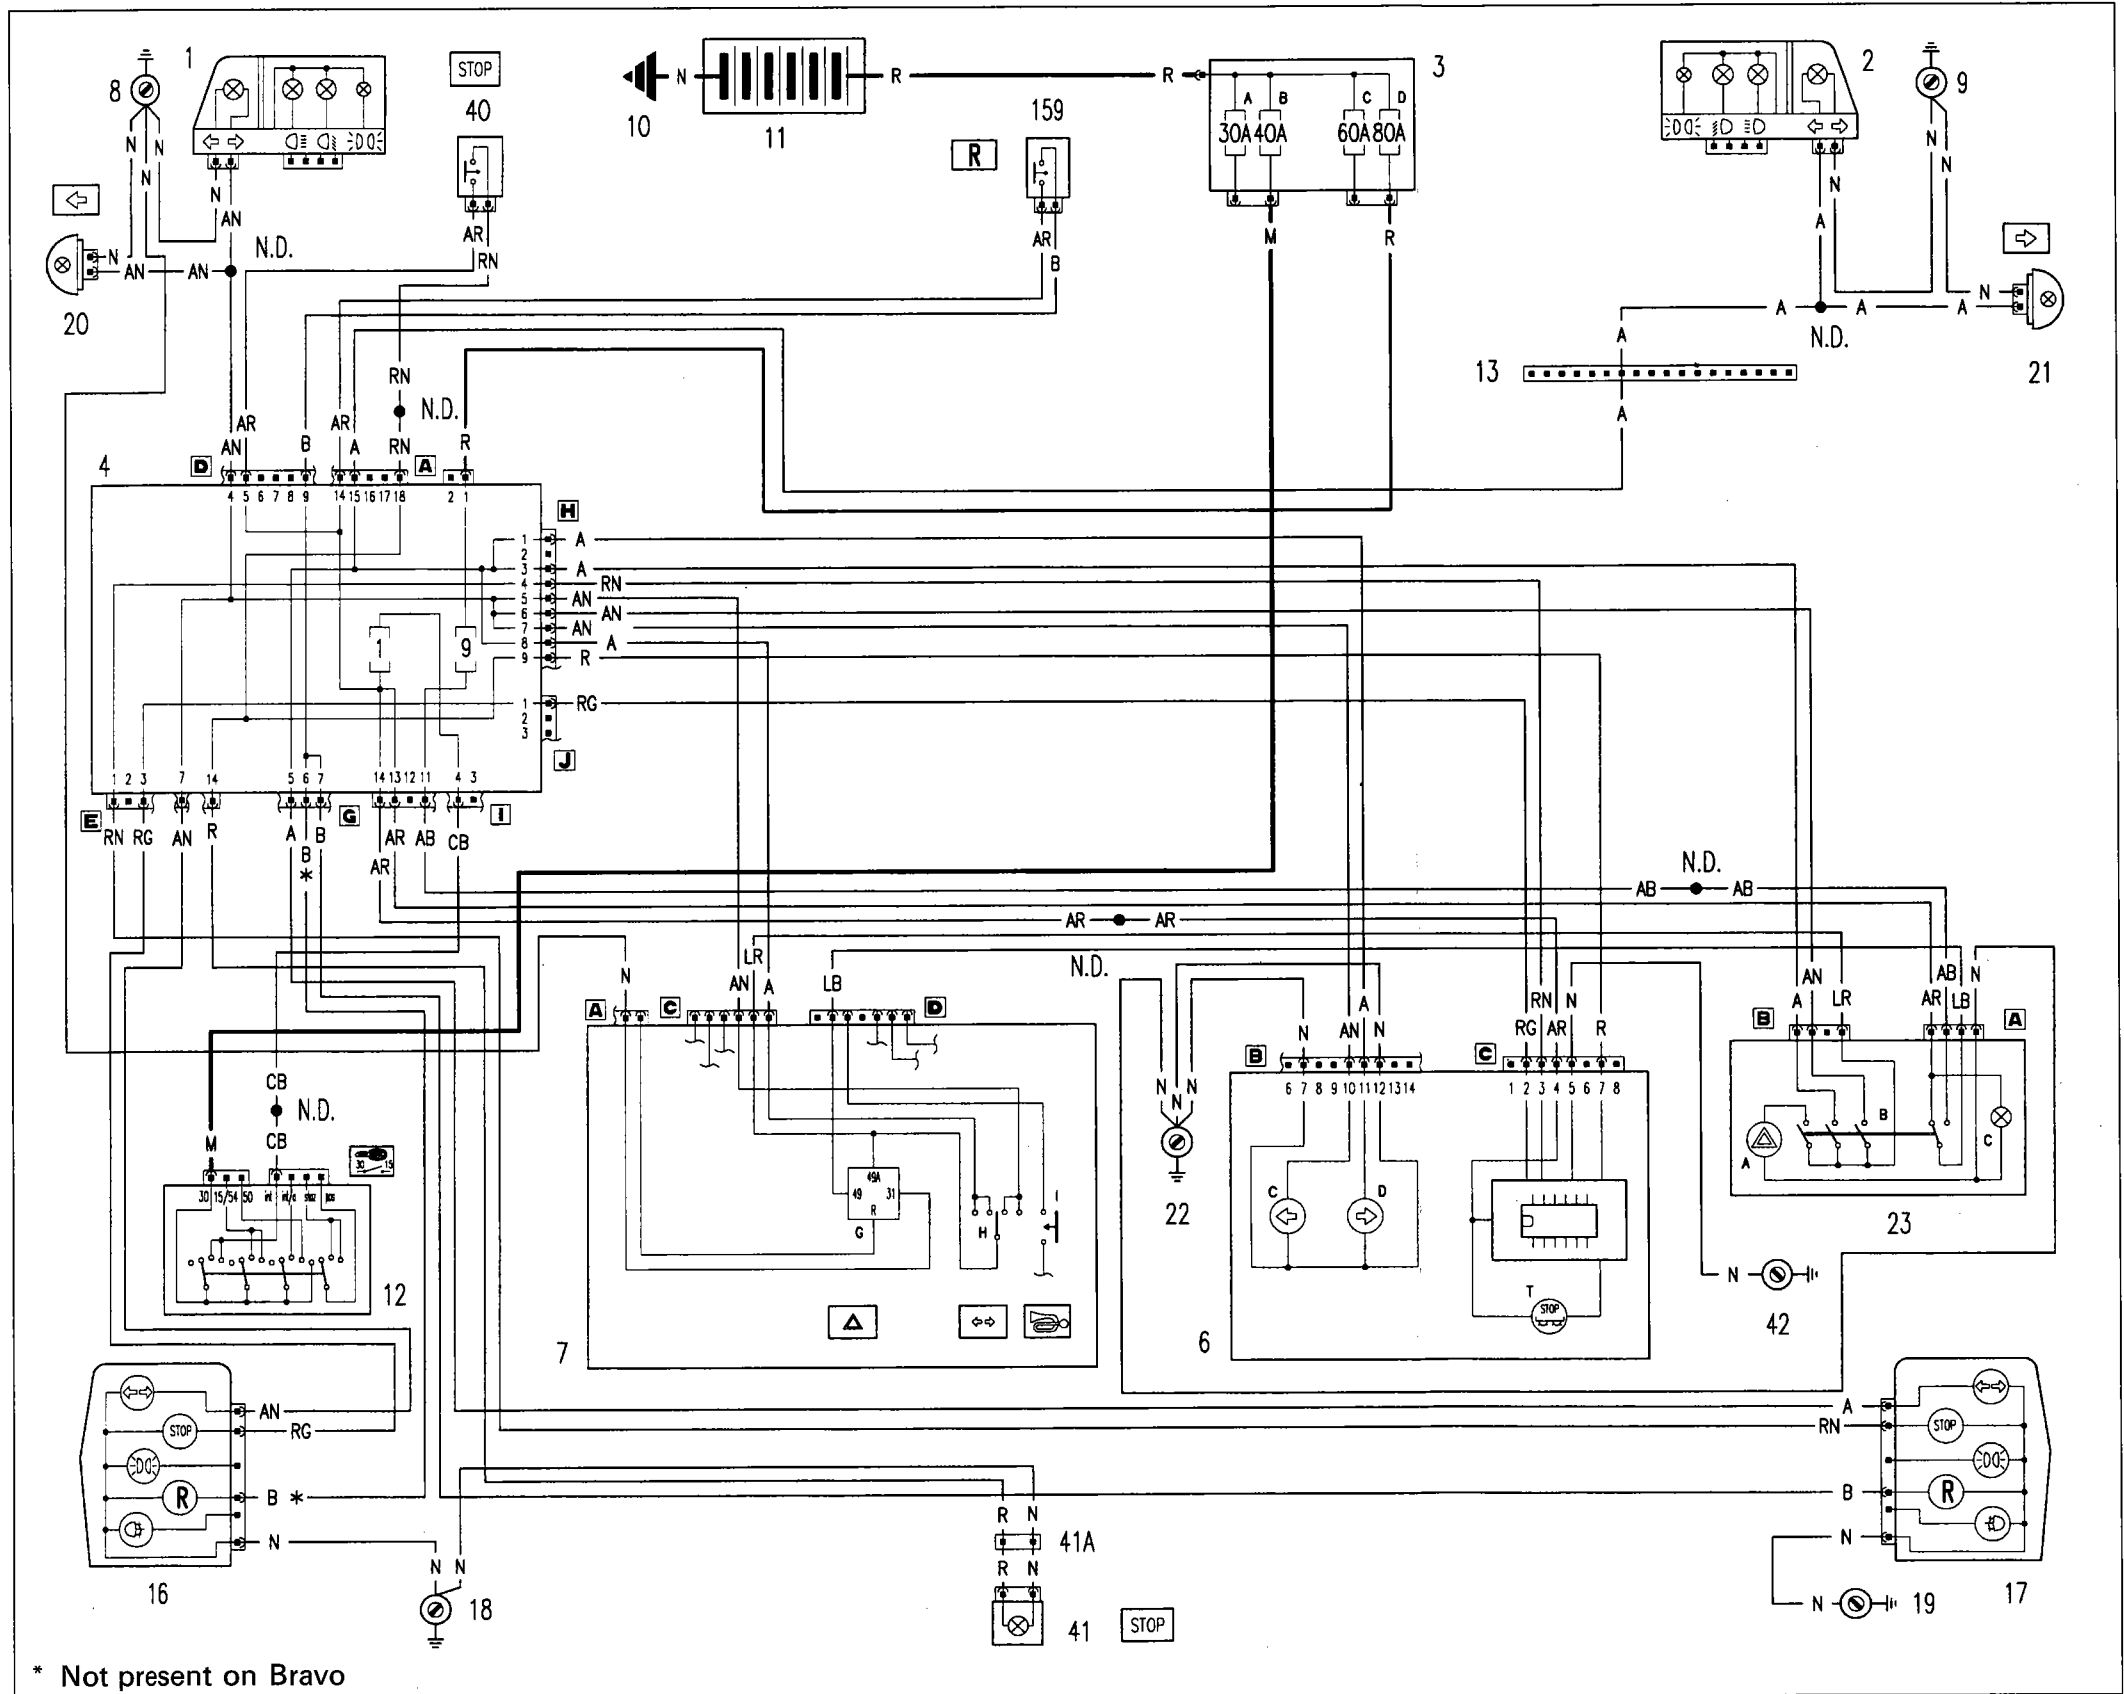 1
STOP
40
8
N
N
N
N
AN
AR
RN
N.D.
N
AN
AN
20
N
10
11
R
R
159
R
AR
B
3
A
B
C
D
30A
40A
60A
80A
M
R
2
9
N
N
N
A
A
A
N
A
N.D.
21
13
A
A
RN
N.D.
RN
AR
AN
B
AR
A
R
4
D
A
4 5 6 7 8 9
14 15 16 17 18
2 1
H
1
2
3
4
5
6
7
8
9
A
A
RN
AN
AN
AN
A
R
1
9
1
2
3
RG
J
1 2 3
7
14
5 6 7
14 13 12 11
4 3
E
G
I
RN RG AN R
A
B
*
B
AR
AR
AB
CB
N.D.
AB
AB
AR
AR
N.D.
N
AN
LR
A
LB
A
C
D
N
AN
A
N
RG
RN
AR
N
R
A
AN
LR
AR
AB
LB
N
B
A
B
C
6 7 8 9 10 11 12 13 14
1 2 3 4 5 6 7 8
CB
N.D.
CB
M
30
15
30 15/54 50 int int/a staz pos
12
49A
49
31
R
G
H
I
7
N
N
N
22
C
D
T
STOP
6
A
B
C
23
N
42
16
STOP
R
AN
RG
B *
N
N
N
18
R
N
41A
R
N
41
STOP
A
RN
B
N
N
19
STOP
R
17
* Not present on Bravo